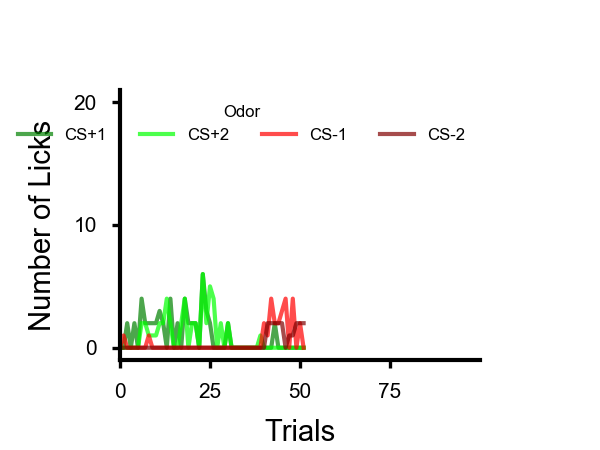 Odor
CS+1 CS+2 CS-1 CS-2
Number of Licks
20
10
0
0 25 50 75
Trials